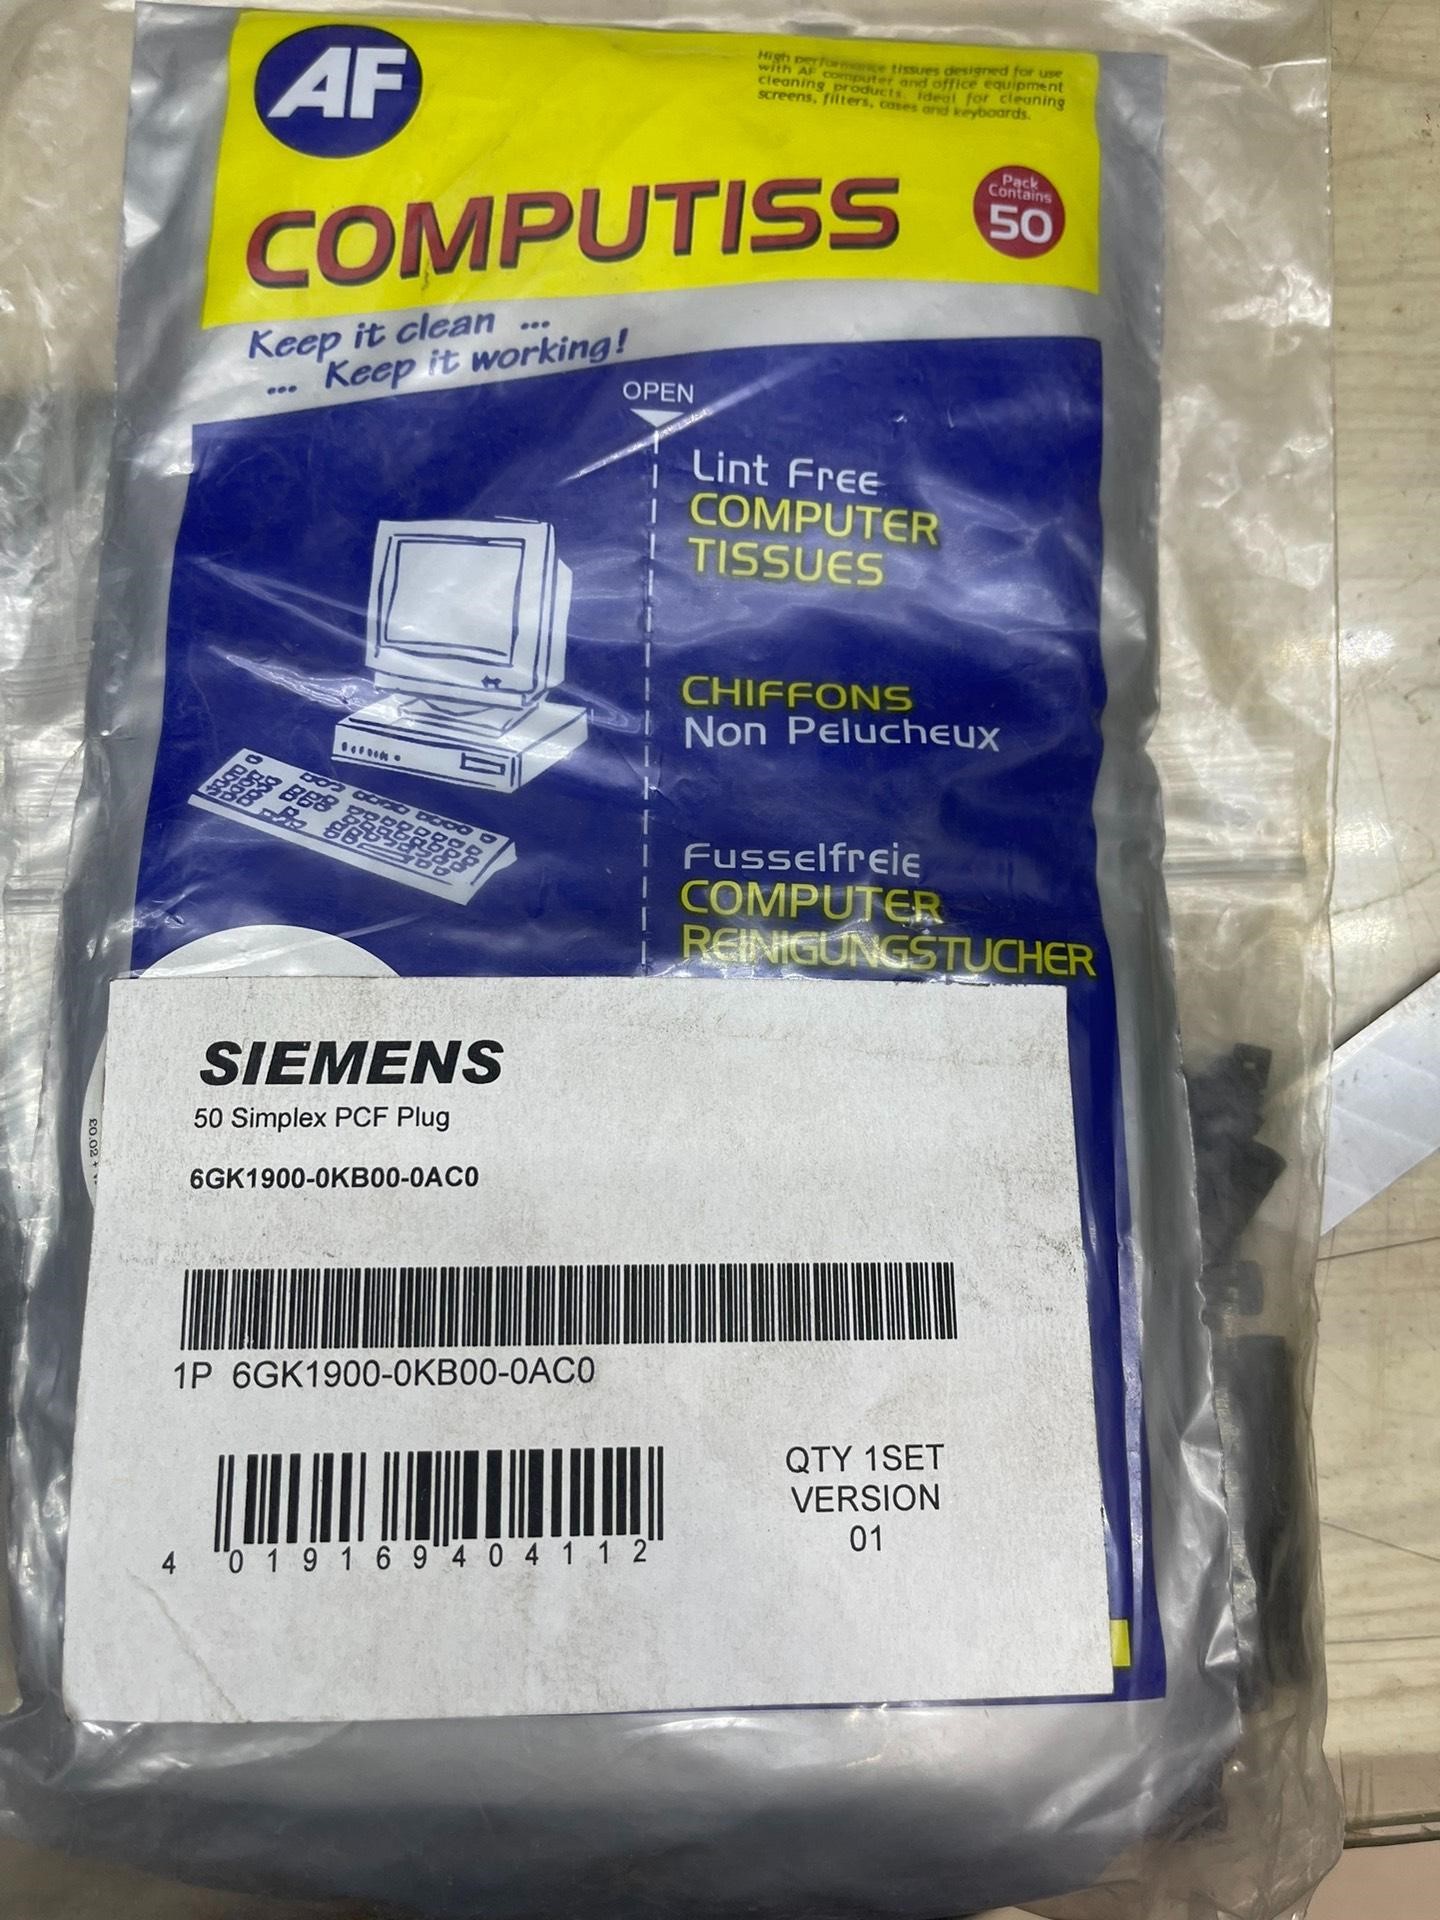 AF
High performance tissues designed for use
with AF computer and office equipment
cleaning products. Ideal for cleaning
screens, filters, cases and keyboards.
COMPUTISS
Pack
Contains
50
Keep it clean ...
... Keep it working!
OPEN
Lint Free
COMPUTER
TISSUES
CHIFFONS
Non Pelucheux
Fusselfreie
COMPUTER
REINIGUNGSTUCHER
SIEMENS
50 Simplex PCF Plug
6GK1900-0KB00-0AC0
1P 6GK1900-0KB00-0AC0
4 019169 404112
QTY 1SET
VERSION
01